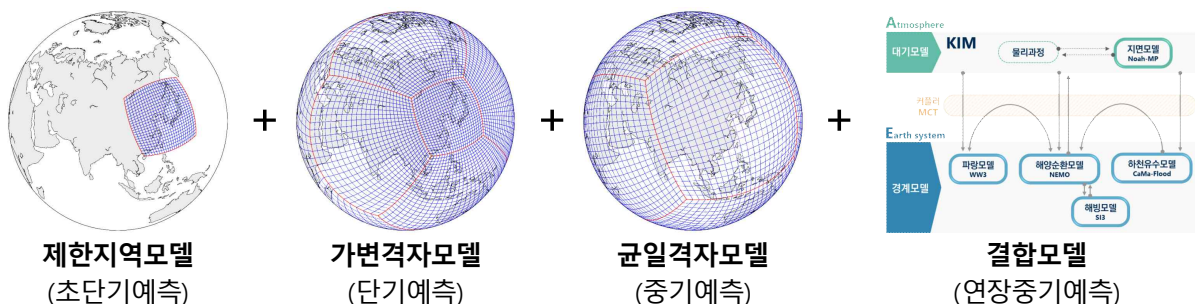 Atmosphere
대기모델
KIM
물리과정
지면모델
Noah-MP
커플러
MCT
Earth system
경계모델
파랑모델
WW3
해양순환모델
NEMO
하천유수모델
CaMa-Flood
해빙모델
SI3
+
+
+
제한지역모델
(초단기예측)
가변격자모델
(단기예측)
균일격자모델
(중기예측)
결합모델
(연장중기예측)